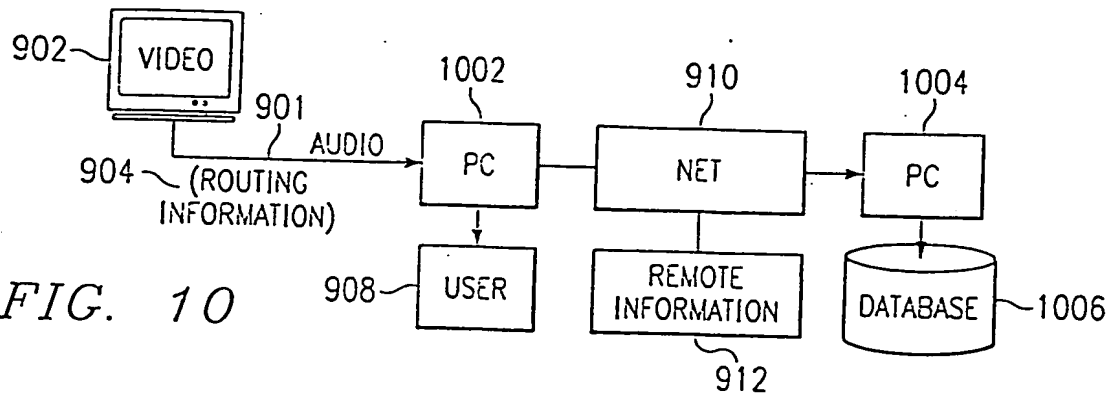 902
VIDEO
1002
910
1004
901
AUDIO
PC
NET
PC
904
(ROUTING
INFORMATION)
908
USER
REMOTE
INFORMATION
DATABASE
1006
912
FIG. 10